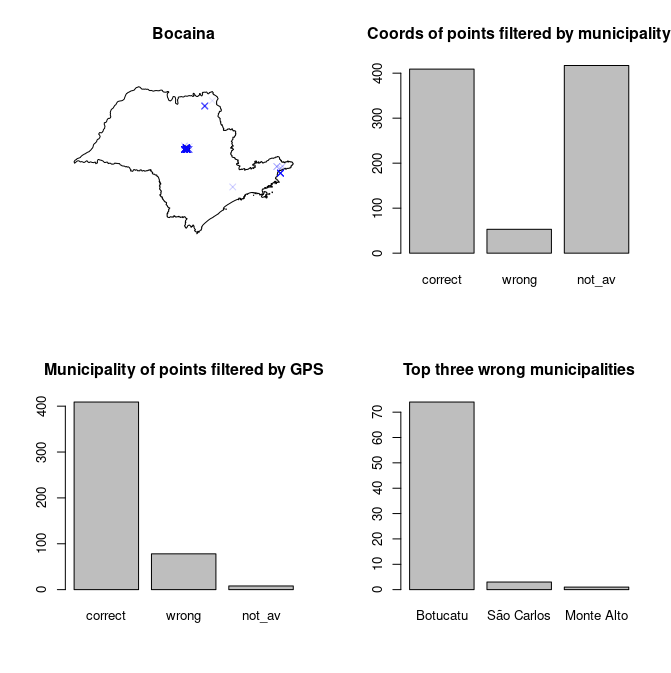 Bocaina
Coords of points filtered by municipality
400
300
200
100
0
correct wrong not_av
Municipality of points filtered by GPS
400
300
200
100
0
correct wrong not_av
Top three wrong municipalities
70
60
50
40
30
20
10
0
Botucatu São Carlos Monte Alto